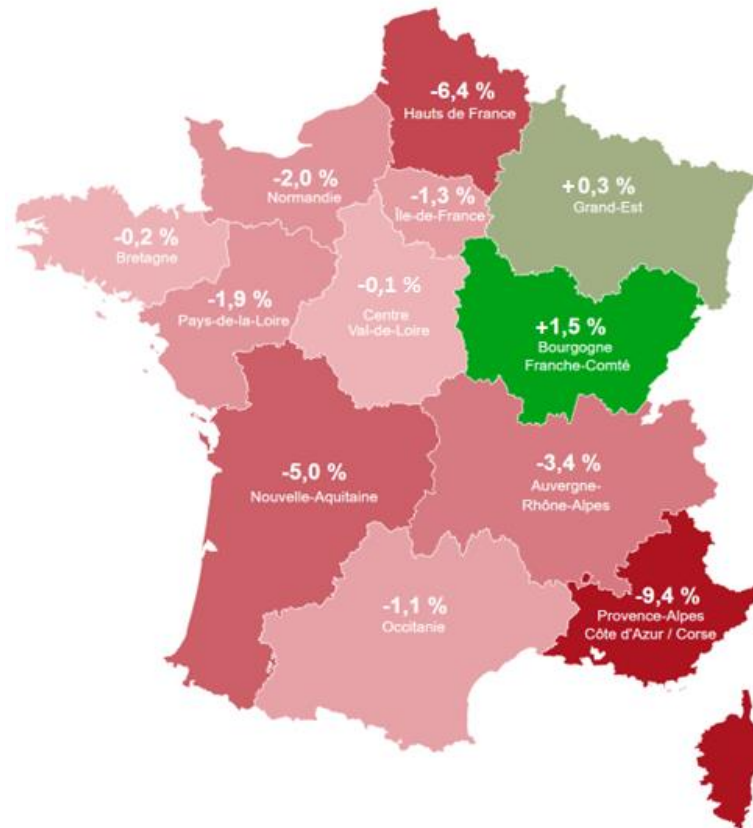 -6,4 %
Hauts de France
-2,0 %
Normandie
-1,3 %
Île-de-France
+0,3 %
Grand-Est
-0,2 %
Bretagne
-1,9 %
Pays-de-la-Loire
-0,1 %
Centre
Val-de-Loire
+1,5 %
Bourgogne
Franche-Comté
-5,0 %
Nouvelle-Aquitaine
-3,4 %
Auvergne-
Rhône-Alpes
-1,1 %
Occitanie
-9,4 %
Provence-Alpes
Côte d'Azur / Corse